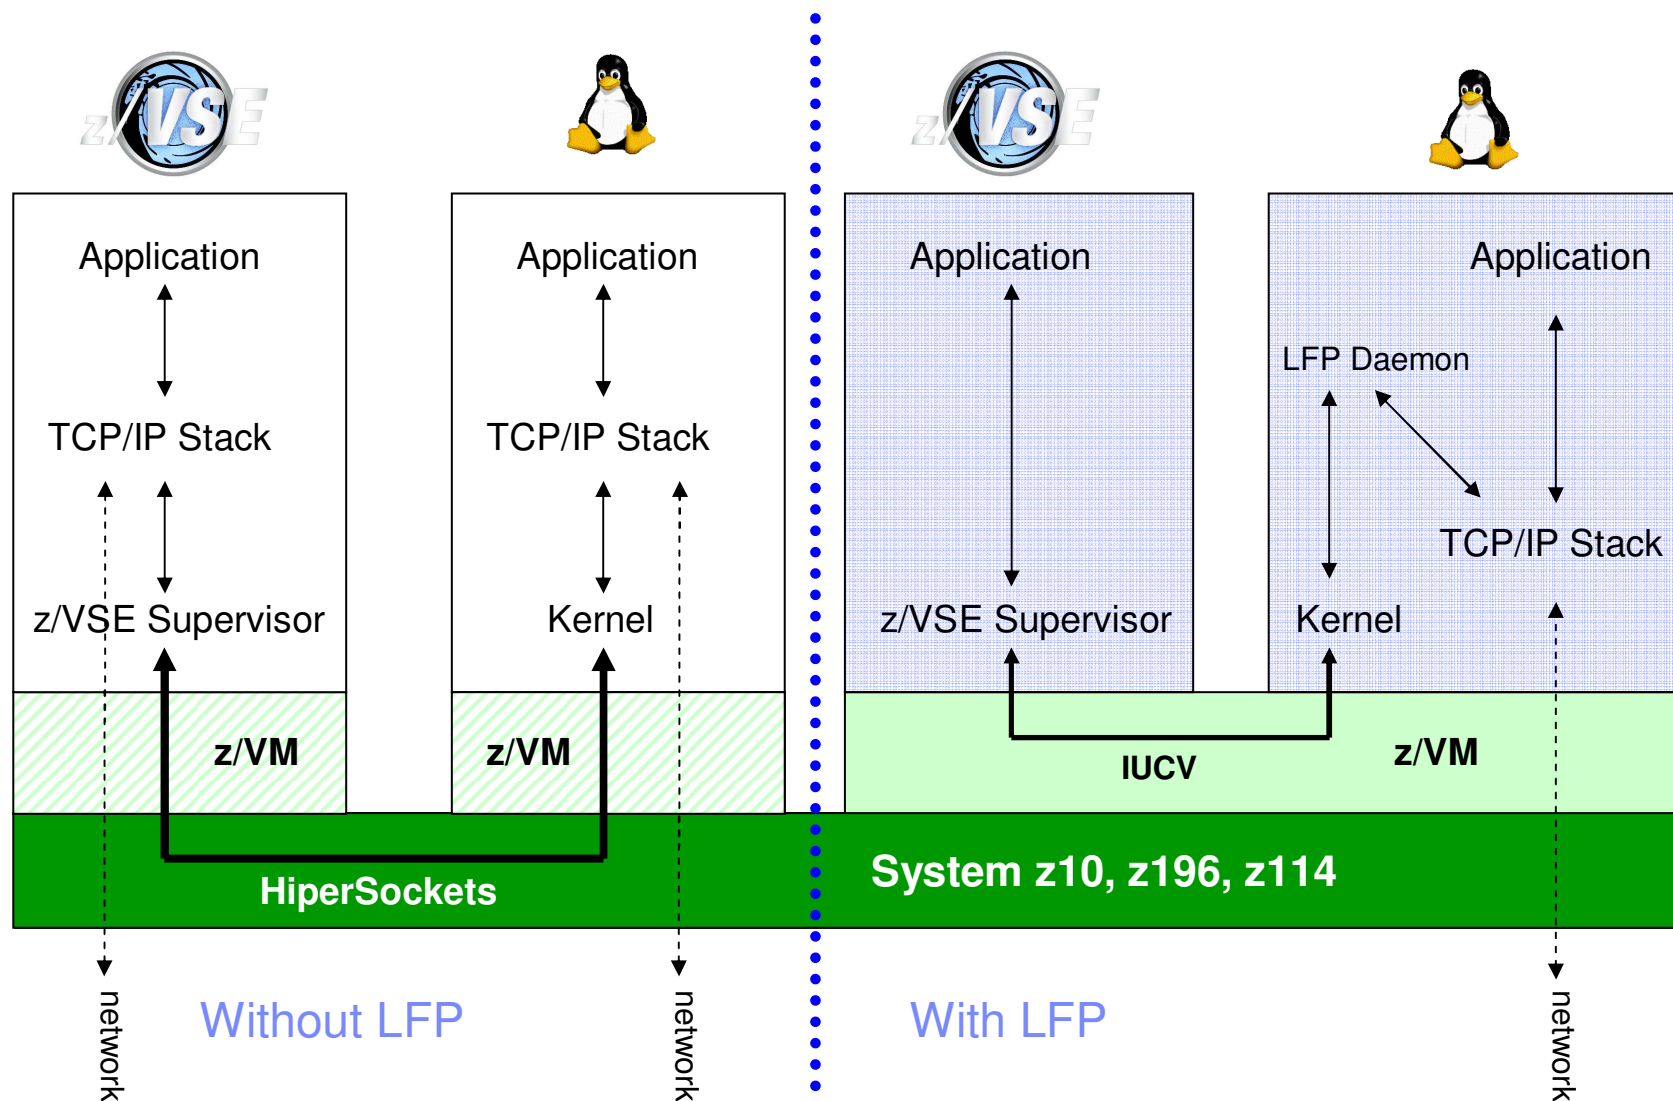 z/VSE
z/VSE
Application
Application
Application
Application
LFP Daemon
TCP/IP Stack
TCP/IP Stack
TCP/IP Stack
z/VSE Supervisor
Kernel
z/VSE Supervisor
Kernel
z/VM
z/VM
IUCV
z/VM
HiperSockets
System z10, z196, z114
network
Without LFP
network
With LFP
network